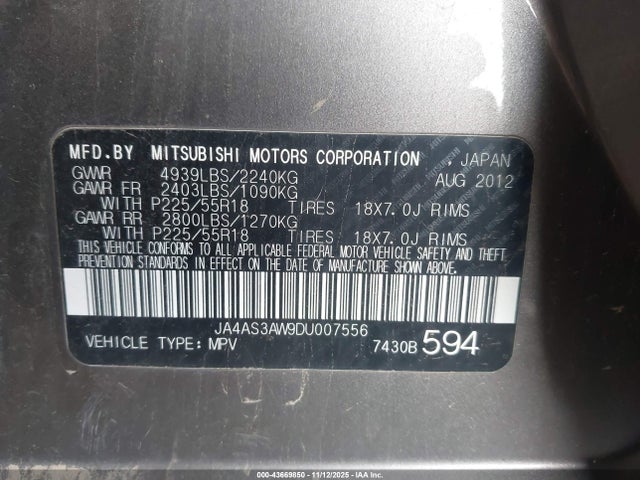 MFD.BY MITSUBISHI MOTORS CORPORATION , JAPAN
GVWR 4939LBS/2240KG AUG 2012
GAWR FR 2403LBS/1090KG
WITH P225/55R18 TIRES 18X7.0J RIMS
GAWR RR 2800LBS/1270KG
WITH P225/55R18 TIRES 18X7.0J RIMS
THIS VEHICLE CONFORMS TO ALL APPLICABLE FEDERAL MOTOR VEHICLE SAFETY AND THEFT
PREVENTION STANDARDS IN EFFECT ON THE DATE OF MANUFACTURE SHOWN ABOVE.
JA4AS3AW9DU007556
VEHICLE TYPE: MPV 7430B 594
000-43669850 - 11/12/2025 - IAA Inc.